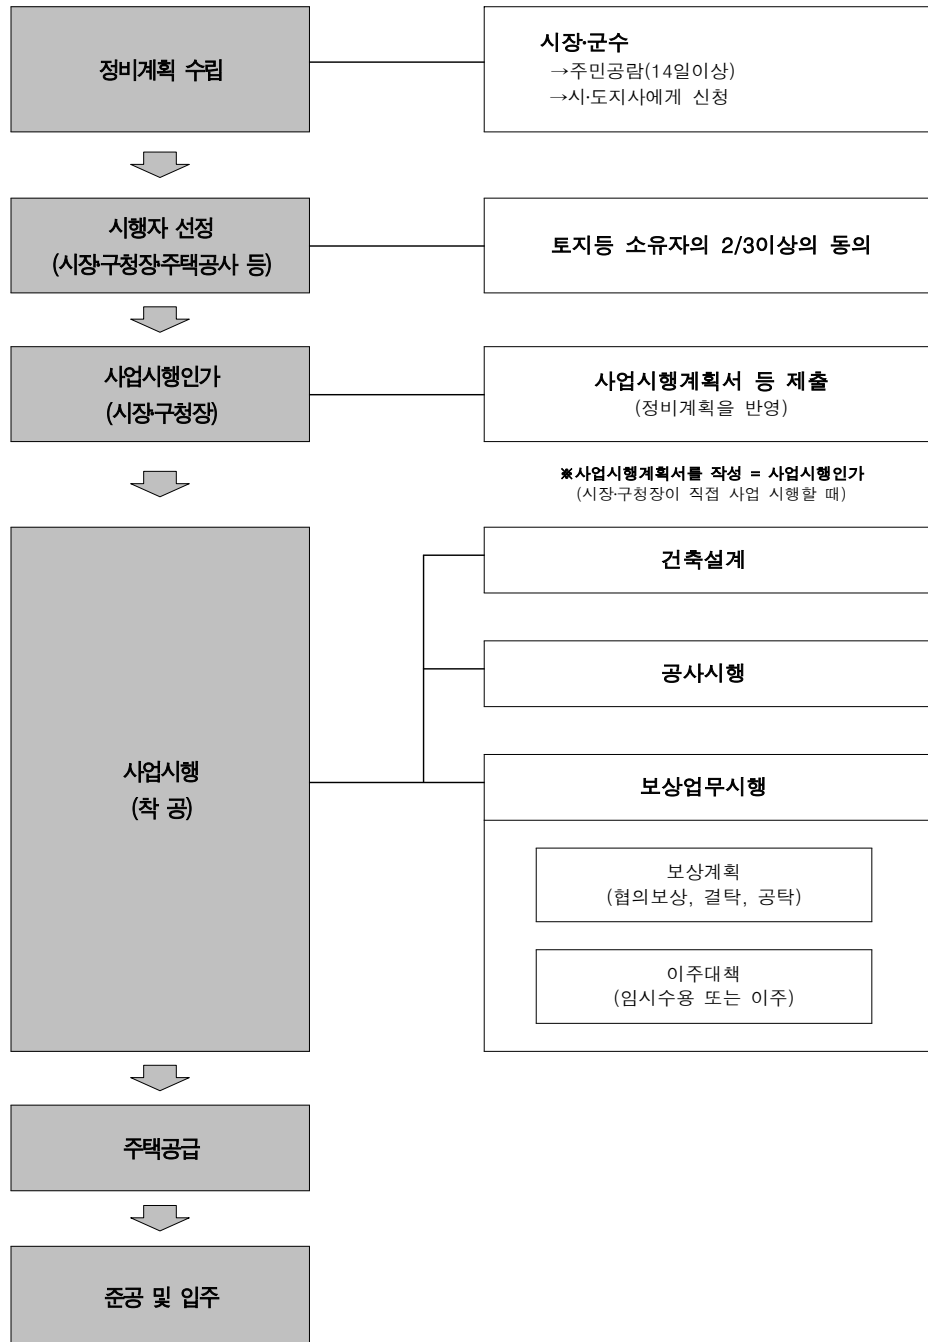 정비계획 수립
시장·군수
→주민공람(14일이상)
→시·도지사에게 신청
시행자 선정
(시장·구청장·주택공사 등)
토지등 소유자의 2/3이상의 동의
사업시행인가
(시장·구청장)
사업시행계획서 등 제출
(정비계획을 반영)
※사업시행계획서를 작성 = 사업시행인가
(시장·구청장이 직접 사업 시행할 때)
사업시행
(착 공)
건축설계
공사시행
보상업무시행
보상계획
(협의보상, 결탁, 공탁)
이주대책
(임시수용 또는 이주)
주택공급
준공 및 입주